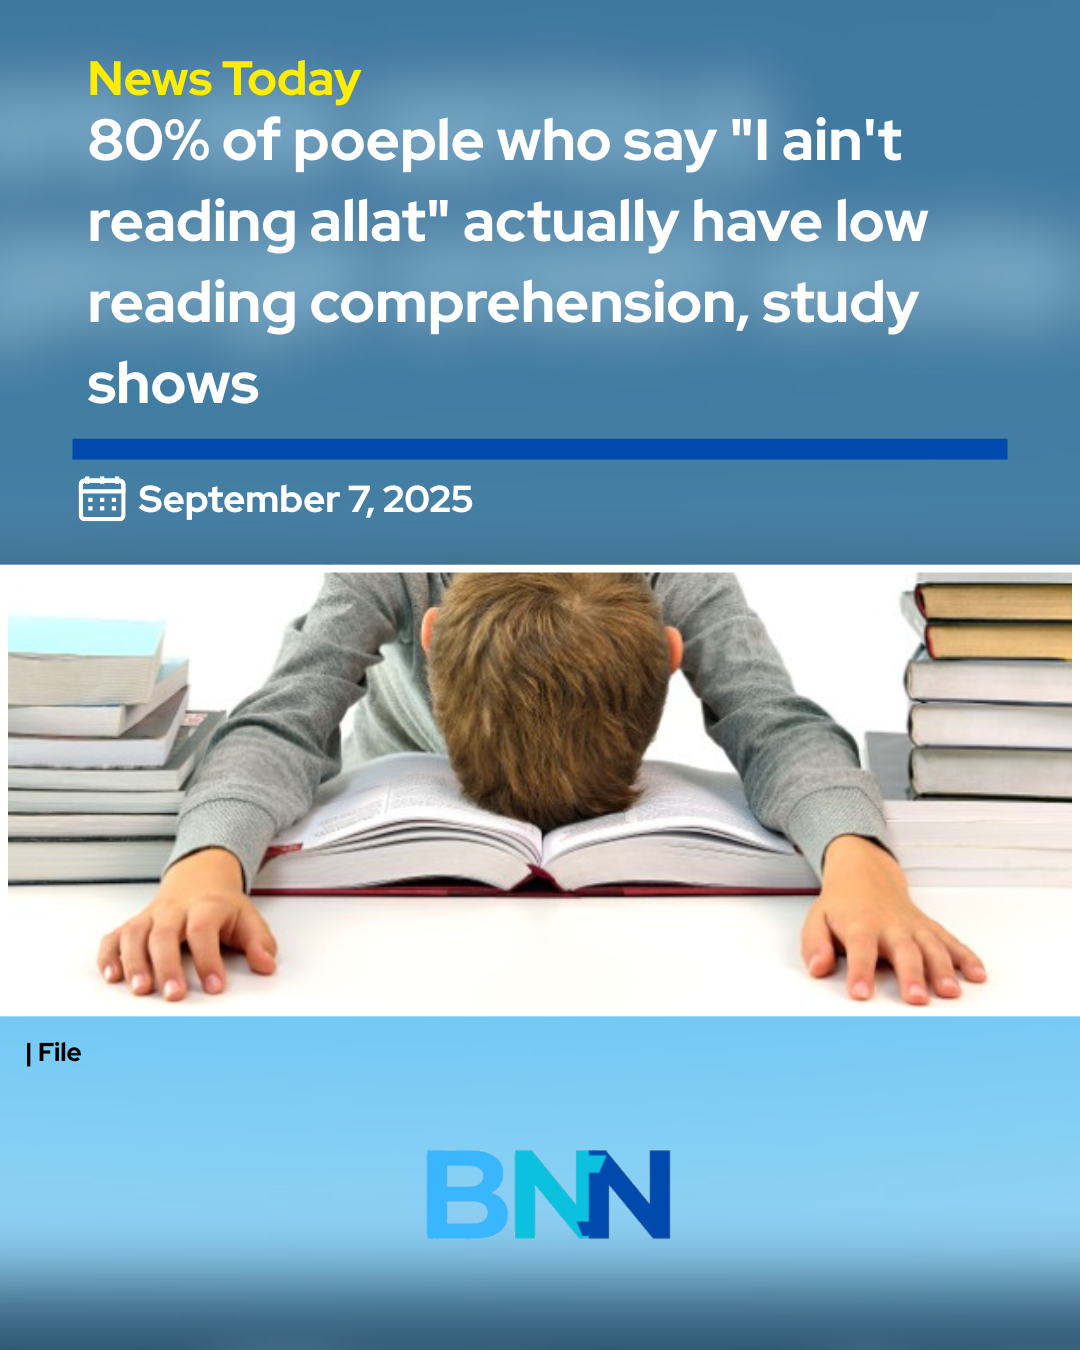 News Today
80% of poeple who say "I ain't
reading allat" actually have low
reading comprehension, study
shows
September 7, 2025
| File
BNN